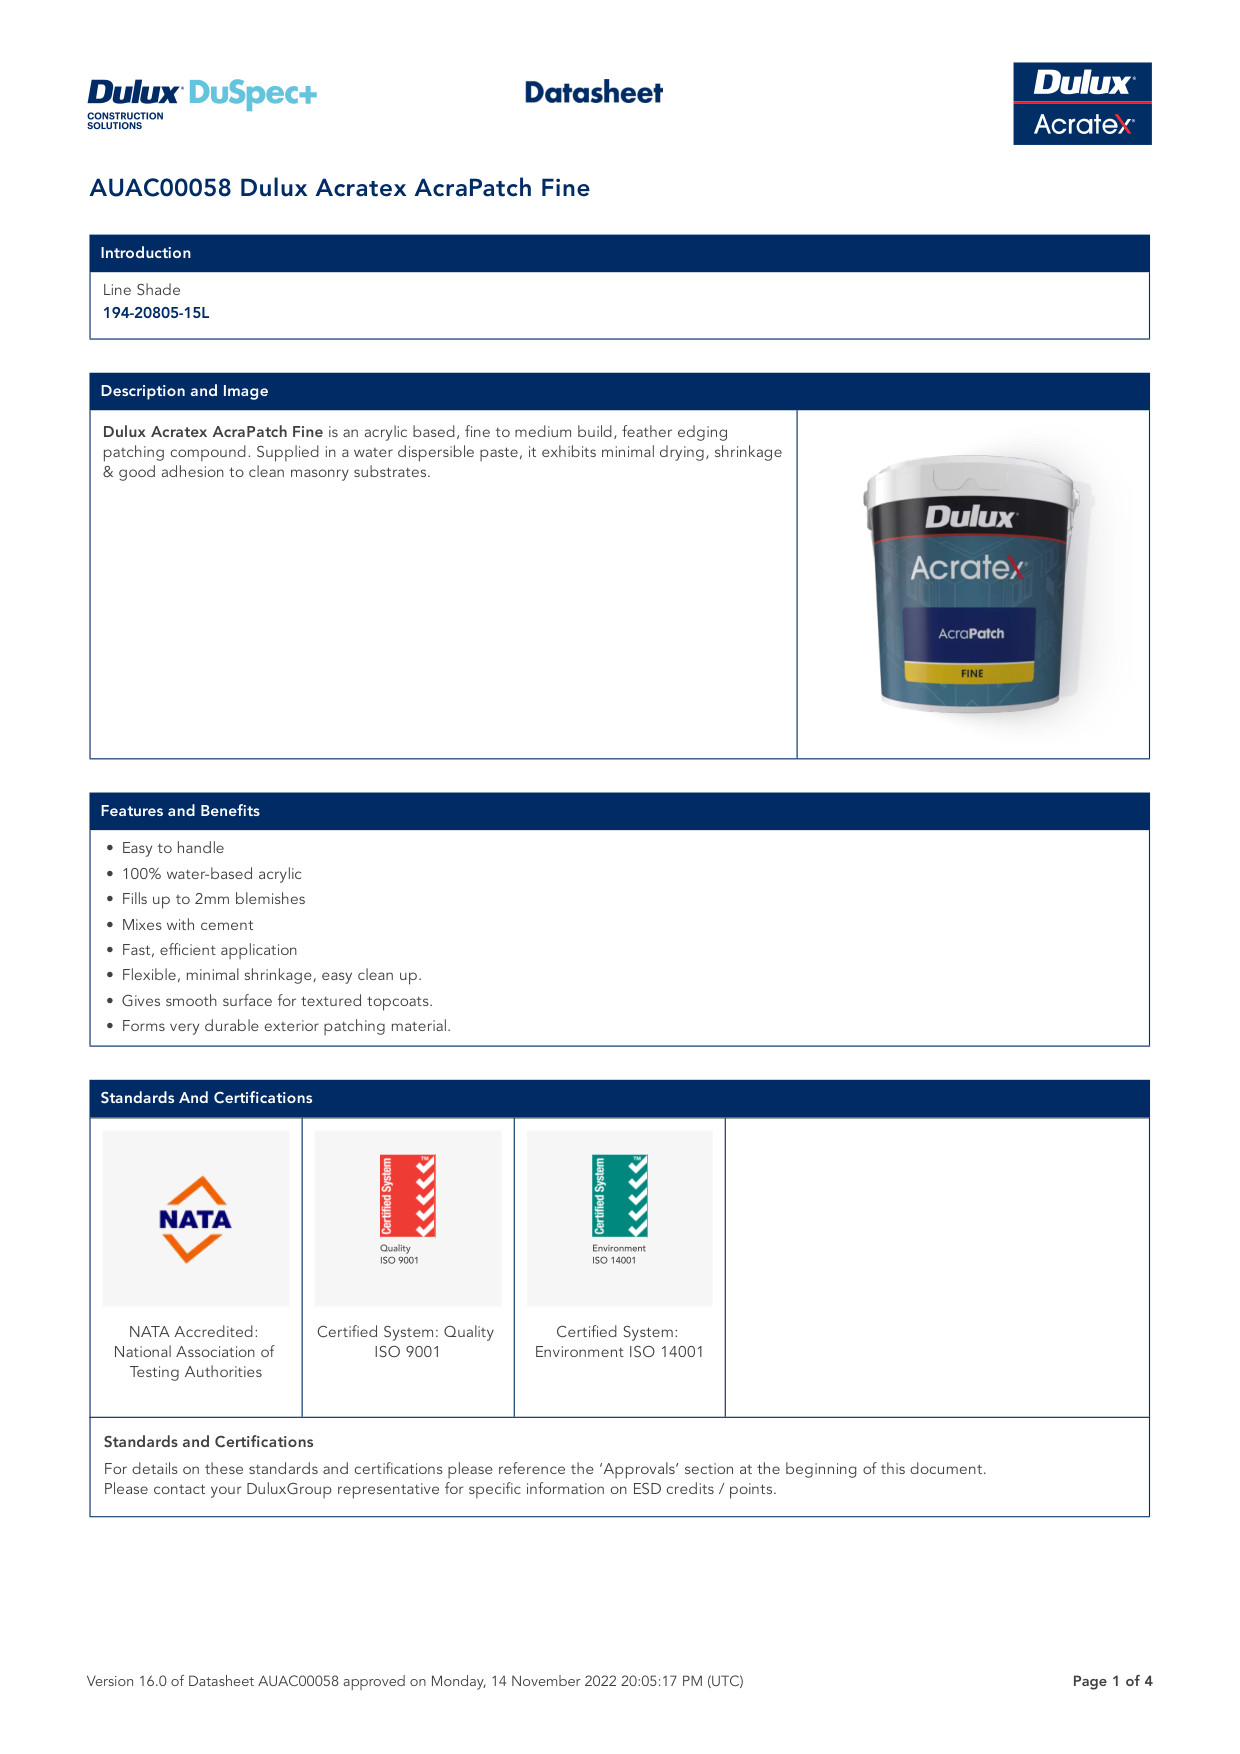 Dulux DuSpec+
CONSTRUCTION
SOLUTIONS
Datasheet
Dulux
Acratex
AUAC00058 Dulux Acratex AcraPatch Fine
Introduction
Line Shade
194-20805-15L
Description and Image
Dulux Acratex AcraPatch Fine is an acrylic based, fine to medium build, feather edging
patching compound. Supplied in a water dispersible paste, it exhibits minimal drying, shrinkage
& good adhesion to clean masonry substrates.
Dulux
Acratex
AcraPatch
FINE
Features and Benefits
• Easy to handle
• 100% water-based acrylic
• Fills up to 2mm blemishes
• Mixes with cement
• Fast, efficient application
• Flexible, minimal shrinkage, easy clean up.
• Gives smooth surface for textured topcoats.
• Forms very durable exterior patching material.
Standards And Certifications
NATA
NATA Accredited:
National Association of
Testing Authorities
Certified System
TM
Quality
ISO 9001
Certified System: Quality
ISO 9001
Certified System
TM
Environment
ISO 14001
Certified System:
Environment ISO 14001
Standards and Certifications
For details on these standards and certifications please reference the ‘Approvals’ section at the beginning of this document.
Please contact your DuluxGroup representative for specific information on ESD credits / points.
Version 16.0 of Datasheet AUAC00058 approved on Monday, 14 November 2022 20:05:17 PM (UTC)
Page 1 of 4